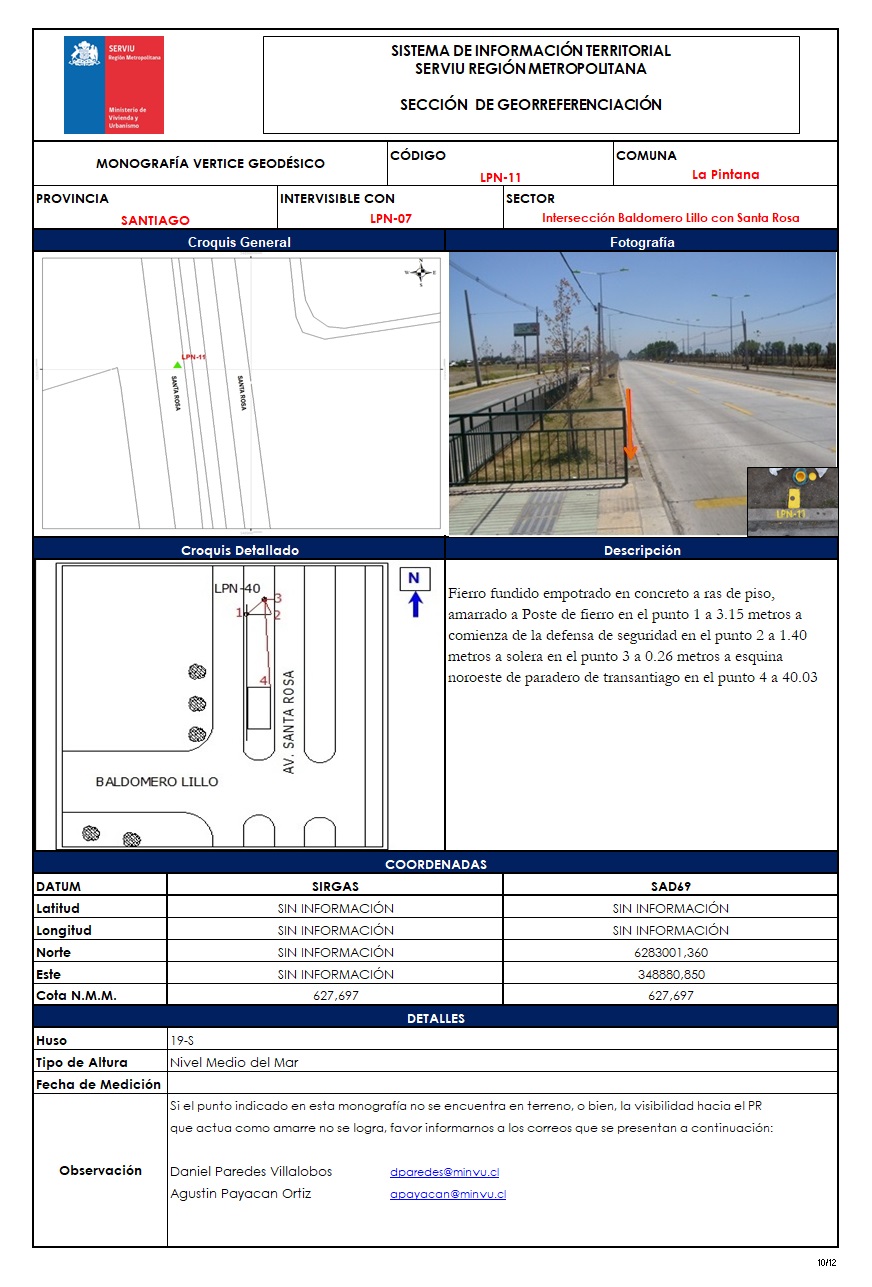 SERVIU
Región Metropolitana
Ministerio de
Vivienda y
Urbanismo
SISTEMA DE INFORMACIÓN TERRITORIAL
SERVIU REGIÓN METROPOLITANA
SECCIÓN DE GEORREFERENCIACIÓN
MONOGRAFÍA VERTICE GEODÉSICO
CÓDIGO
LPN-11
COMUNA
La Pintana
PROVINCIA
SANTIAGO
INTERVISIBLE CON
LPN-07
SECTOR
Intersección Baldomero Lillo con Santa Rosa
Croquis General
Fotografía
N
W E
S
LPN-11
SANTA ROSA
SANTA ROSA
LPN-11
Croquis Detallado
Descripción
LPN-40
1
2
3
4
N
AV. SANTA ROSA
BALDOMERO LILLO
Fierro fundido empotrado en concreto a ras de piso,
amarrado a Poste de fierro en el punto 1 a 3.15 metros a
comienza de la defensa de seguridad en el punto 2 a 1.40
metros a solera en el punto 3 a 0.26 metros a esquina
noroeste de paradero de transantiago en el punto 4 a 40.03
COORDENADAS
DATUM SIRGAS SAD69
Latitud SIN INFORMACIÓN SIN INFORMACIÓN
Longitud SIN INFORMACIÓN SIN INFORMACIÓN
Norte SIN INFORMACIÓN 6283001,360
Este SIN INFORMACIÓN 348880,850
Cota N.M.M. 627,697 627,697
DETALLES
Huso 19-S
Tipo de Altura Nivel Medio del Mar
Fecha de Medición
Observación
Si el punto indicado en esta monografía no se encuentra en terreno, o bien, la visibilidad hacia el PR
que actua como amarre no se logra, favor informarnos a los correos que se presentan a continuación:
Daniel Paredes Villalobos dparedes@minvu.cl
Agustin Payacan Ortiz apayacan@minvu.cl
10/12